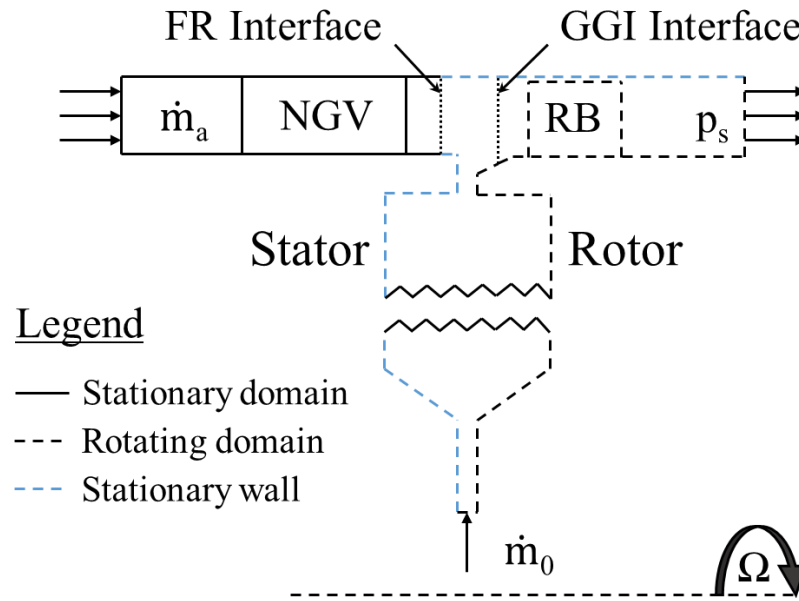 FR Interface
GGI Interface
ṁa
NGV
RB
ps
Stator
Rotor
Legend
Stationary domain
Rotating domain
Stationary wall
ṁ0
Ω